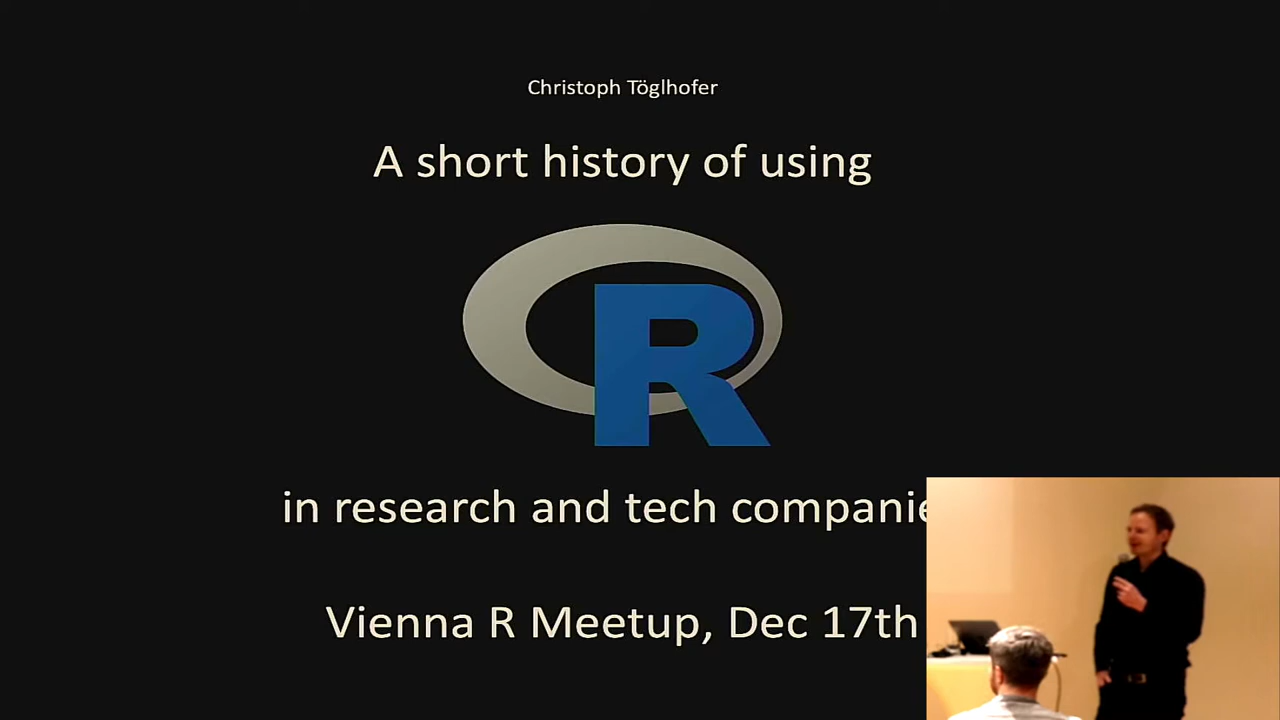 Christoph Töglhofer
A short history of using
R
in research and tech companie
Vienna R Meetup, Dec 17th